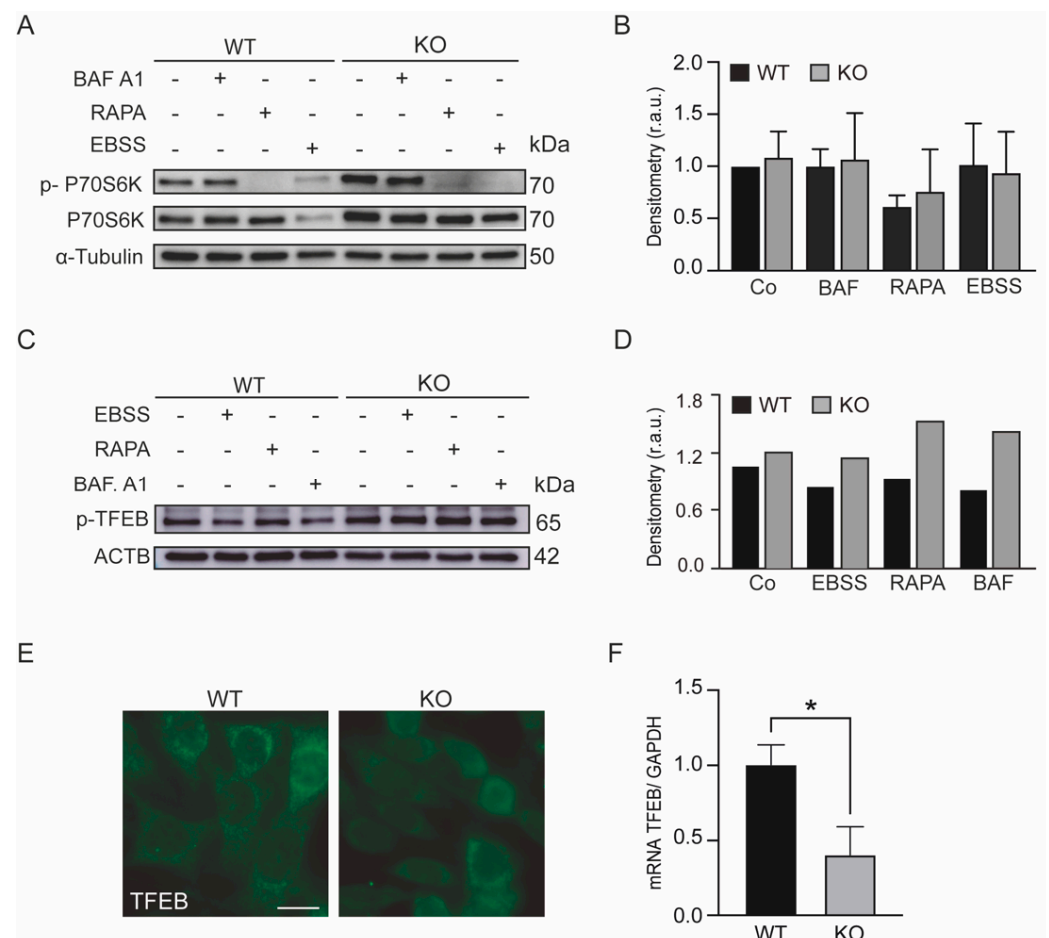 A
WT KO
BAF A1 - + - - - + - -
RAPA - - + - - - + -
EBSS - - - + - - - + kDa
p- P70S6K 70
P70S6K 70
α-Tubulin 50
B
Densitometry (r.a.u.)
2.0
1.5
1.0
0.5
0.0
WT KO
Co BAF RAPA EBSS
C
WT KO
EBSS - + - - - + - -
RAPA - - + - - - + -
BAF. A1 - - - + - - - + kDa
p-TFEB 65
ACTB 42
D
Densitometry (r.a.u.)
1.8
1.2
0.6
0.0
WT KO
Co EBSS RAPA BAF
E
WT KO
TFEB
F
mRNA TFEB/ GAPDH
1.5
1.0
0.5
0.0
*
WT KO